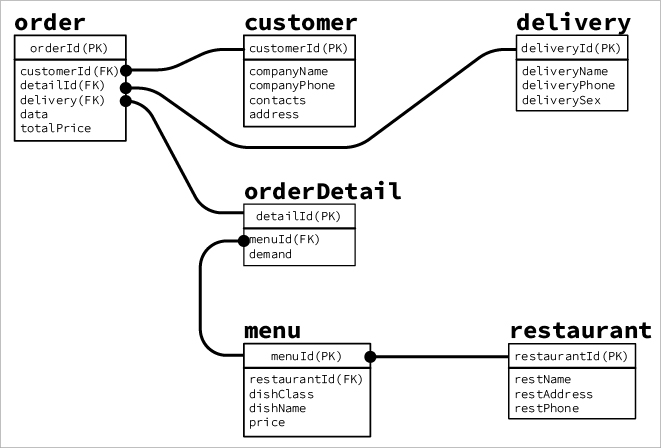 order
orderId(PK)
customerId(FK)
detailId(FK)
delivery(FK)
data
totalPrice
customer
customerId(PK)
companyName
companyPhone
contacts
address
delivery
deliveryId(PK)
deliveryName
deliveryPhone
deliverySex
orderDetail
detailId(PK)
menuId(FK)
demand
menu
menuId(PK)
restaurantId(FK)
dishClass
dishName
price
restaurant
restaurantId(PK)
restName
restAddress
restPhone